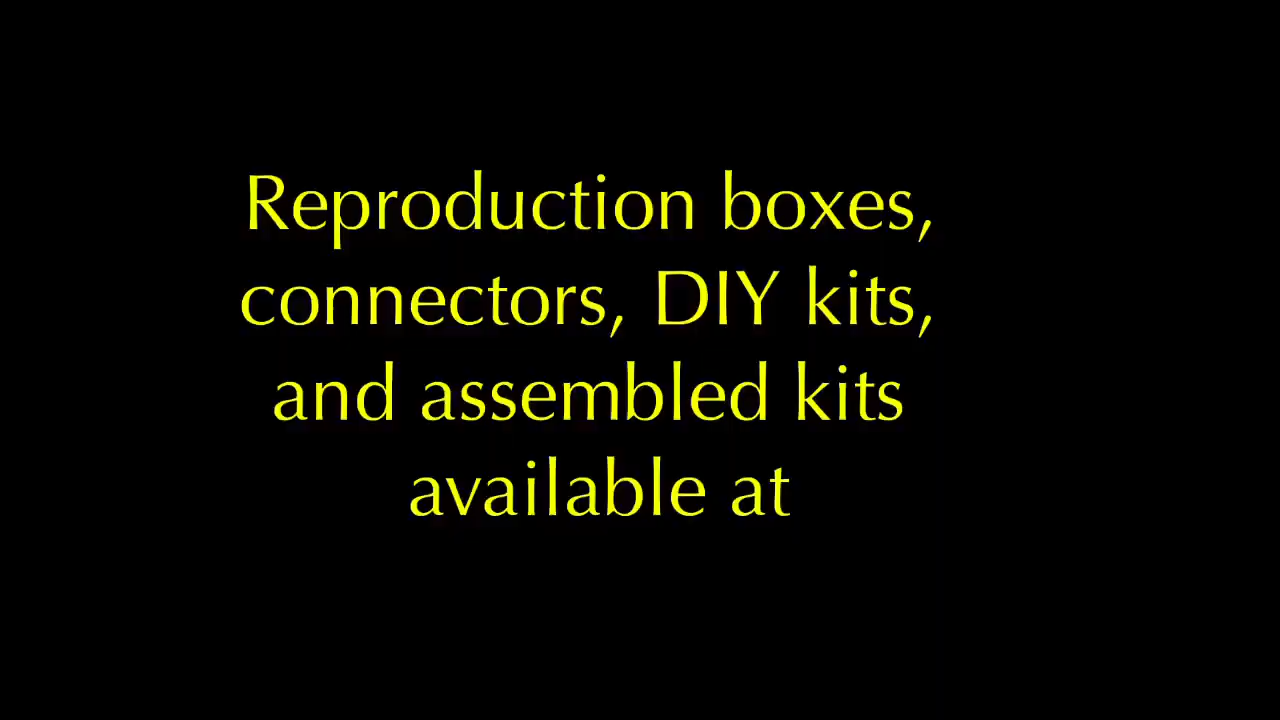 Reproduction boxes,
connectors, DIY kits,
and assembled kits
available at